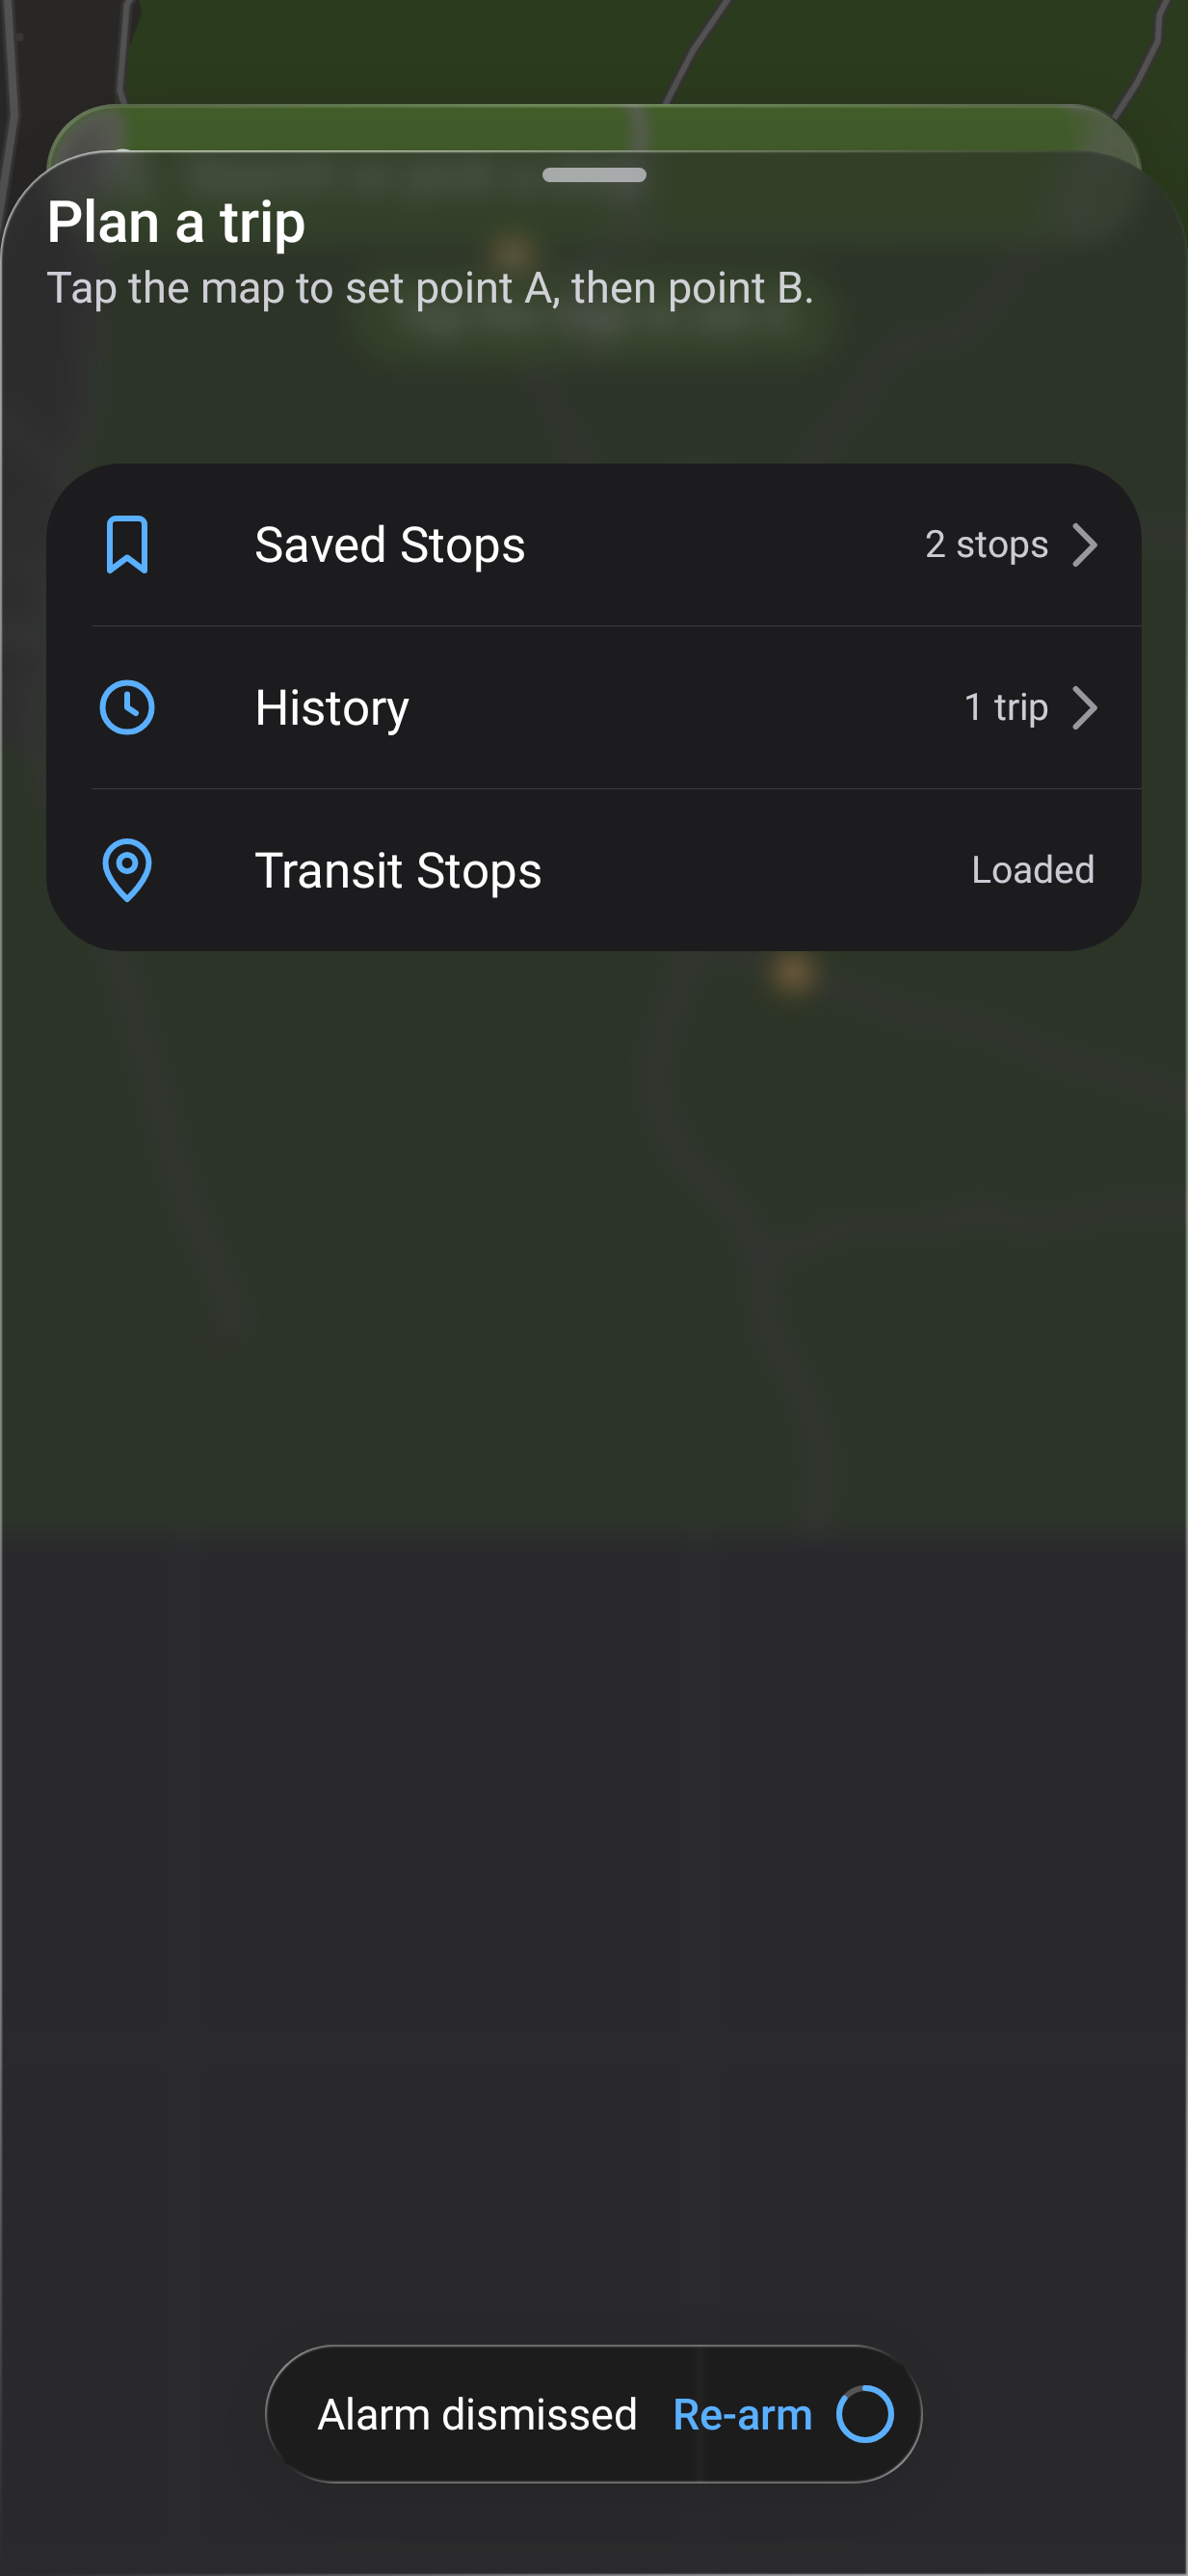 Plan a trip
Tap the map to set point A, then point B.
Saved Stops 2 stops
History 1 trip
Transit Stops Loaded
Alarm dismissed Re-arm